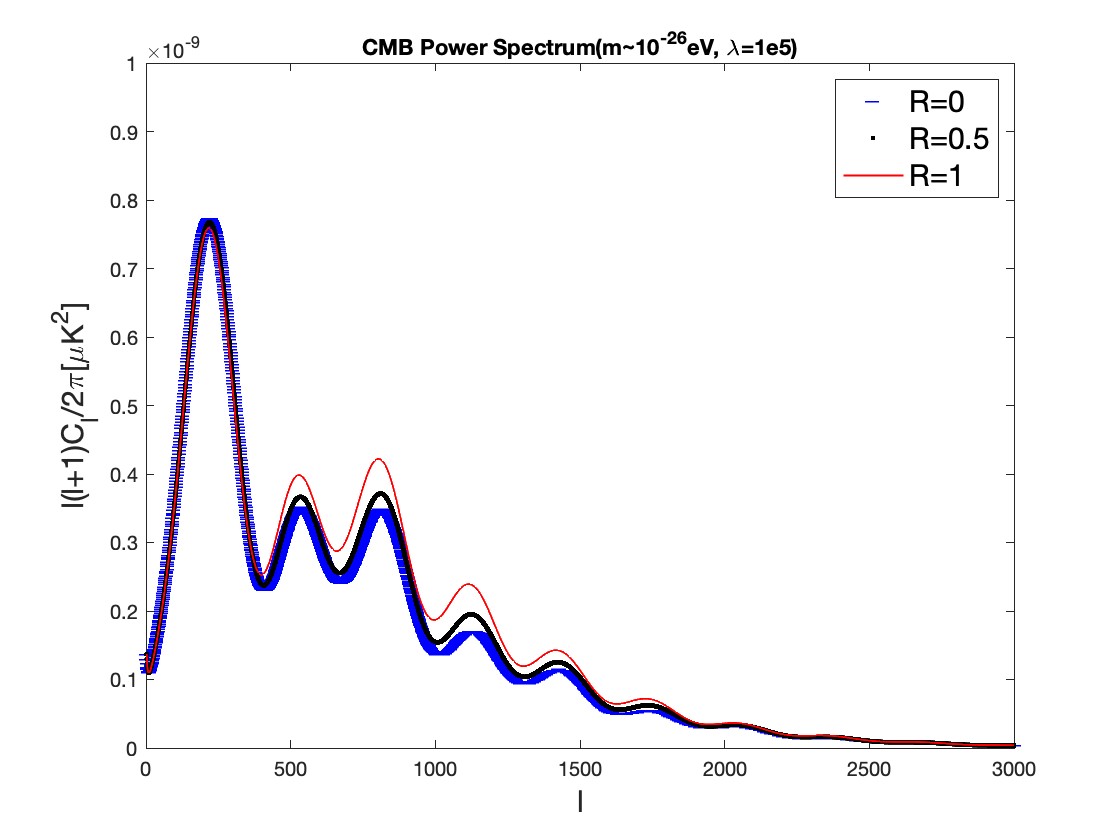 CMB Power Spectrum(m~10^-26eV, λ=1e5)
×10^-9
1
0.9
0.8
0.7
0.6
0.5
0.4
0.3
0.2
0.1
0
l(l+1)C_l/2π[μK^2]
R=0
R=0.5
R=1
0 500 1000 1500 2000 2500 3000
l